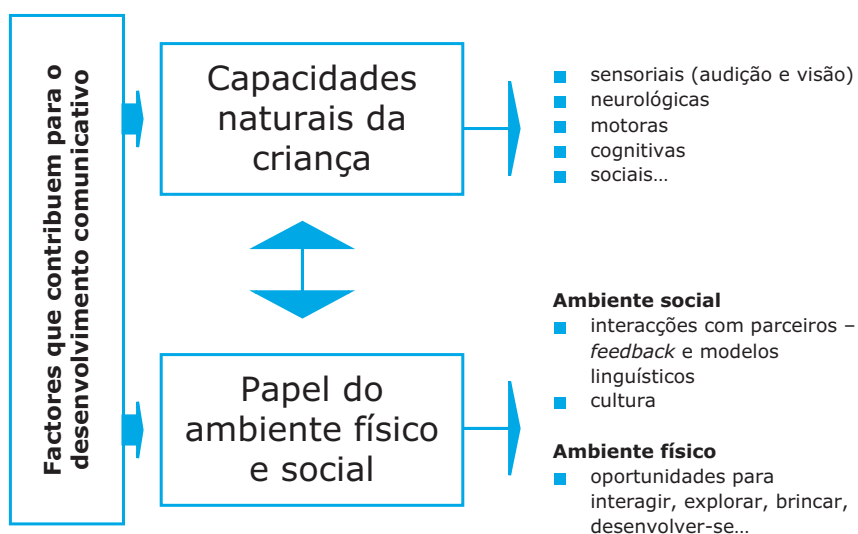 Factores que contribuem para o
desenvolvimento comunicativo
Capacidades
naturais da
criança
sensoriais (audição e visão)
neurológicas
motoras
cognitivas
sociais…
Papel do
ambiente físico
e social
Ambiente social
interacções com parceiros –
feedback e modelos
linguísticos
cultura
Ambiente físico
oportunidades para
interagir, explorar, brincar,
desenvolver-se…